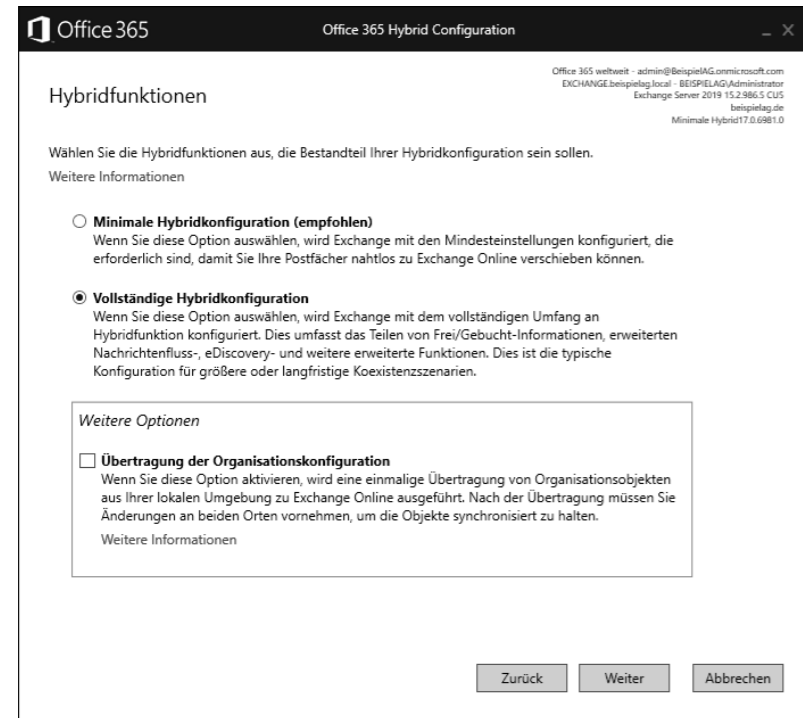 Office 365
Office 365 Hybrid Configuration
Office 365 weltweit - admin@BeispielAG.onmicrosoft.com
EXCHANGE.beispielag.local - BEISPIELAG\Administrator
Exchange Server 2019 15.2.986.5 CU5
beispielag.de
Minimale Hybrid17.0.6981.0
Hybridfunktionen
Wählen Sie die Hybridfunktionen aus, die Bestandteil Ihrer Hybridkonfiguration sein sollen.
Weitere Informationen
Minimale Hybridkonfiguration (empfohlen)
Wenn Sie diese Option auswählen, wird Exchange mit den Mindesteinstellungen konfiguriert, die
erforderlich sind, damit Sie Ihre Postfächer nahtlos zu Exchange Online verschieben können.
Vollständige Hybridkonfiguration
Wenn Sie diese Option auswählen, wird Exchange mit dem vollständigen Umfang an
Hybridfunktion konfiguriert. Dies umfasst das Teilen von Frei/Gebucht-Informationen, erweiterten
Nachrichtenfluss-, eDiscovery- und weitere erweiterte Funktionen. Dies ist die typische
Konfiguration für größere oder langfristige Koexistenzszenarien.
Weitere Optionen
Übertragung der Organisationskonfiguration
Wenn Sie diese Option aktivieren, wird eine einmalige Übertragung von Organisationsobjekten
aus Ihrer lokalen Umgebung zu Exchange Online ausgeführt. Nach der Übertragung müssen Sie
Änderungen an beiden Orten vornehmen, um die Objekte synchronisiert zu halten.
Weitere Informationen
Zurück
Weiter
Abbrechen